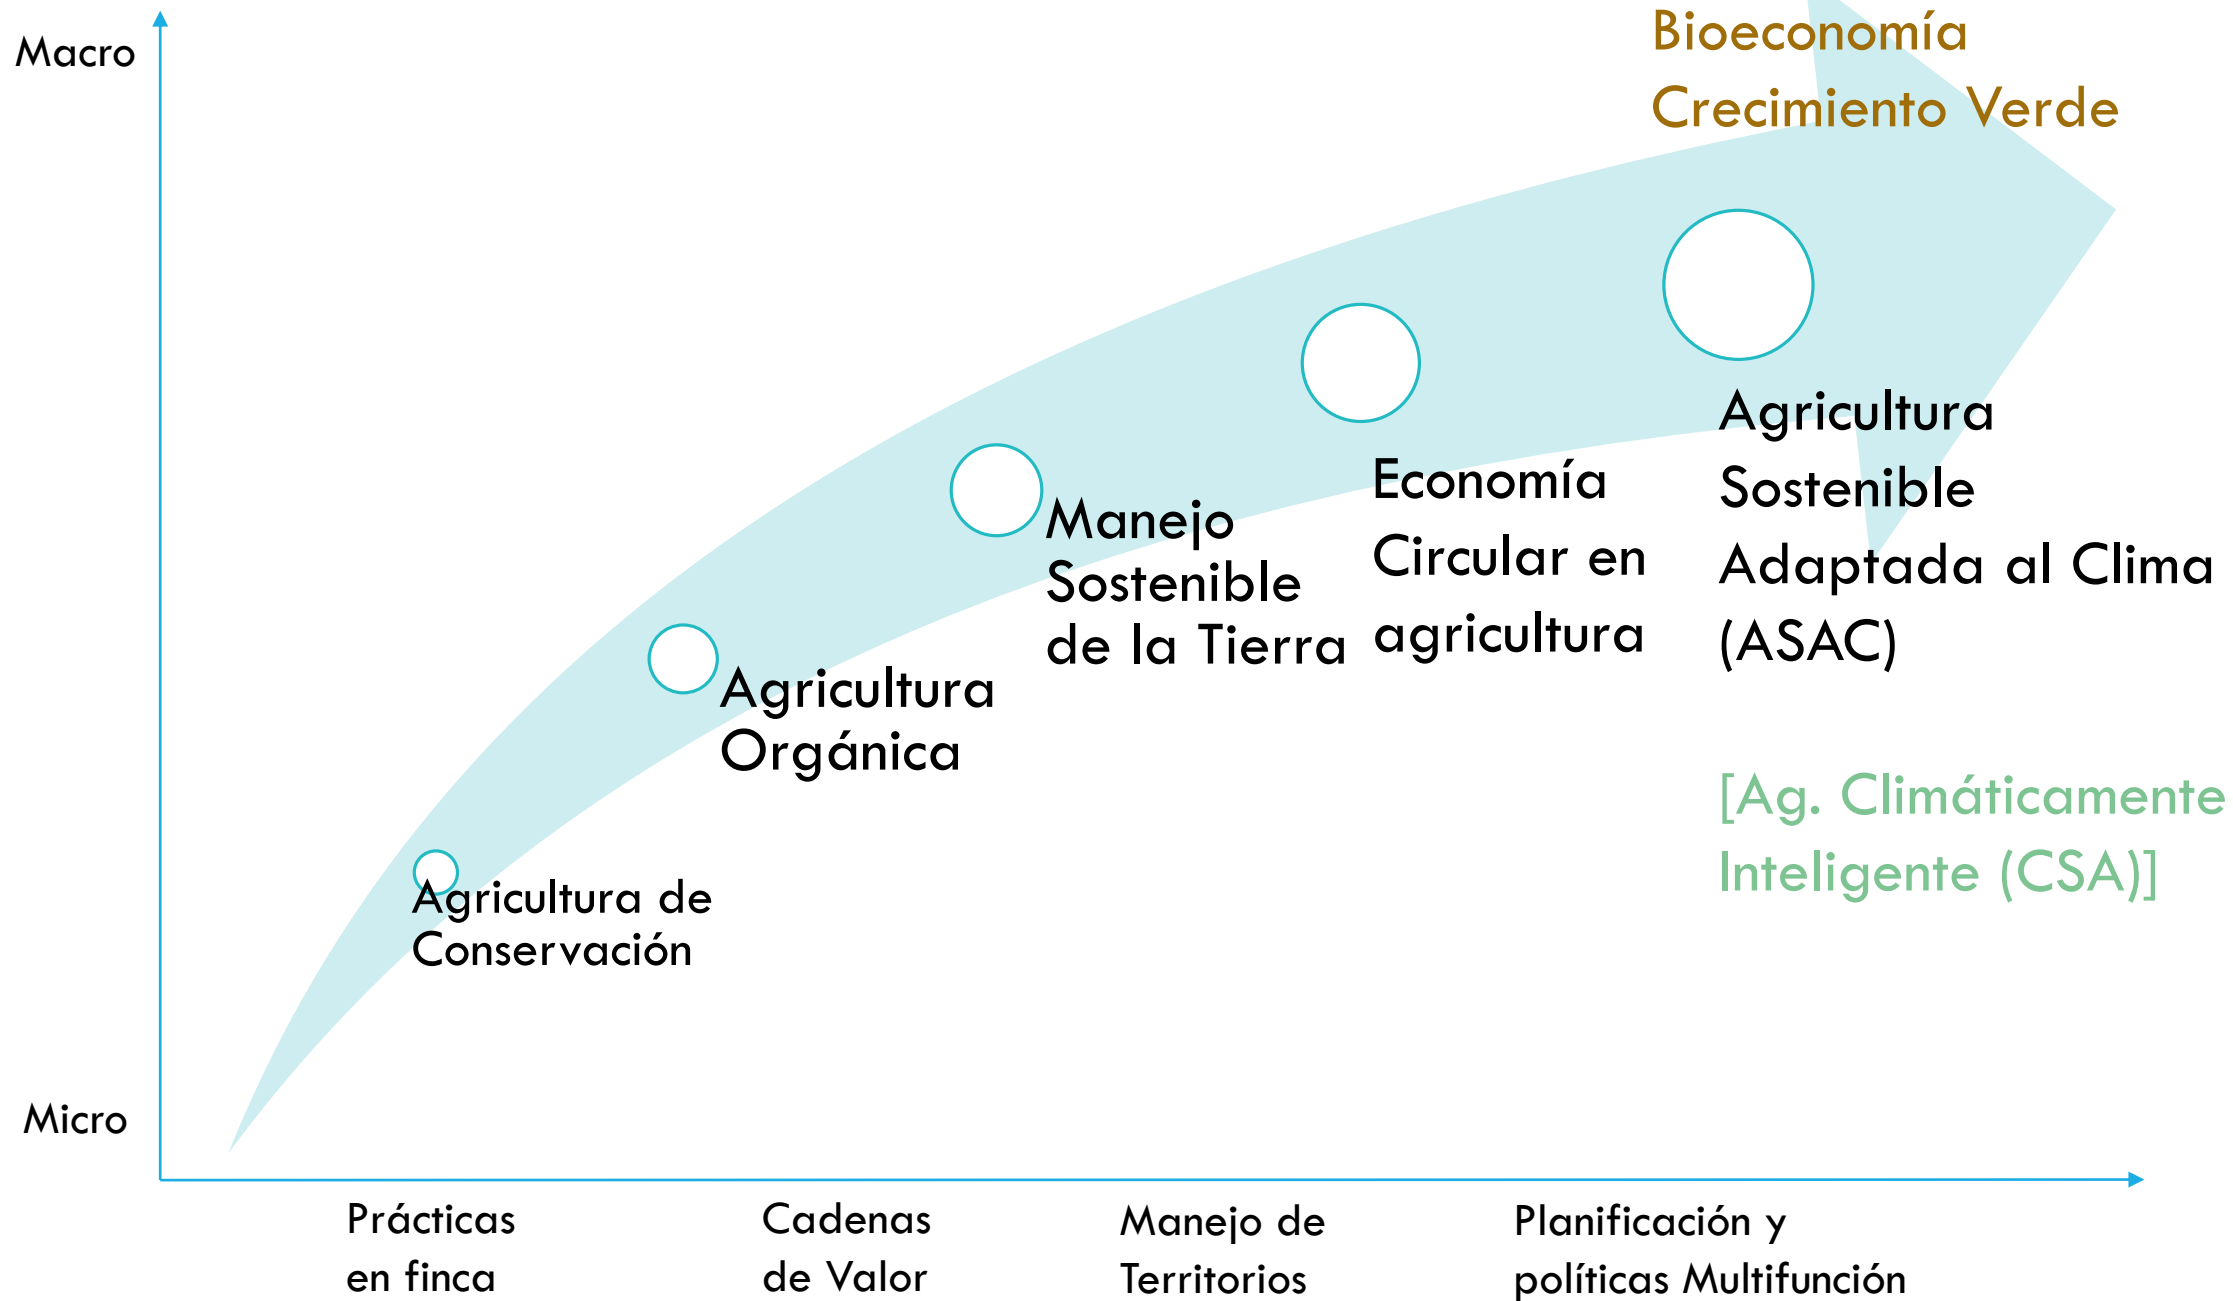 Macro
Bioeconomía
Crecimiento Verde
Agricultura
Sostenible
Adaptada al Clima
(ASAC)
[Ag. Climáticamente
Inteligente (CSA)]
Economía
Circular en
agricultura
Manejo
Sostenible
de la Tierra
Agricultura
Orgánica
Agricultura de
Conservación
Micro
Prácticas
en finca
Cadenas
de Valor
Manejo de
Territorios
Planificación y
políticas Multifunción